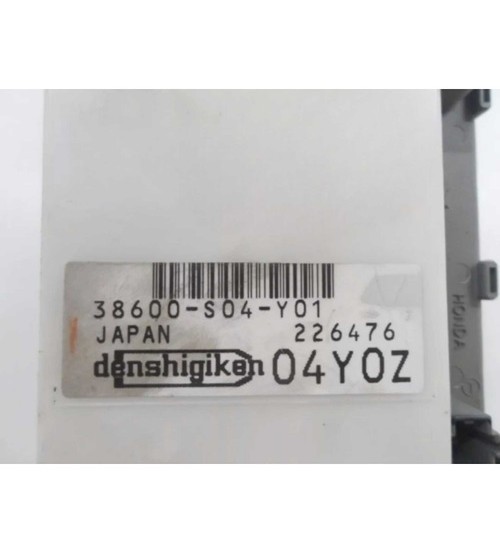 38600-S04-Y01
JAPAN 226476
denshigiken 04Y0Z
HONDA